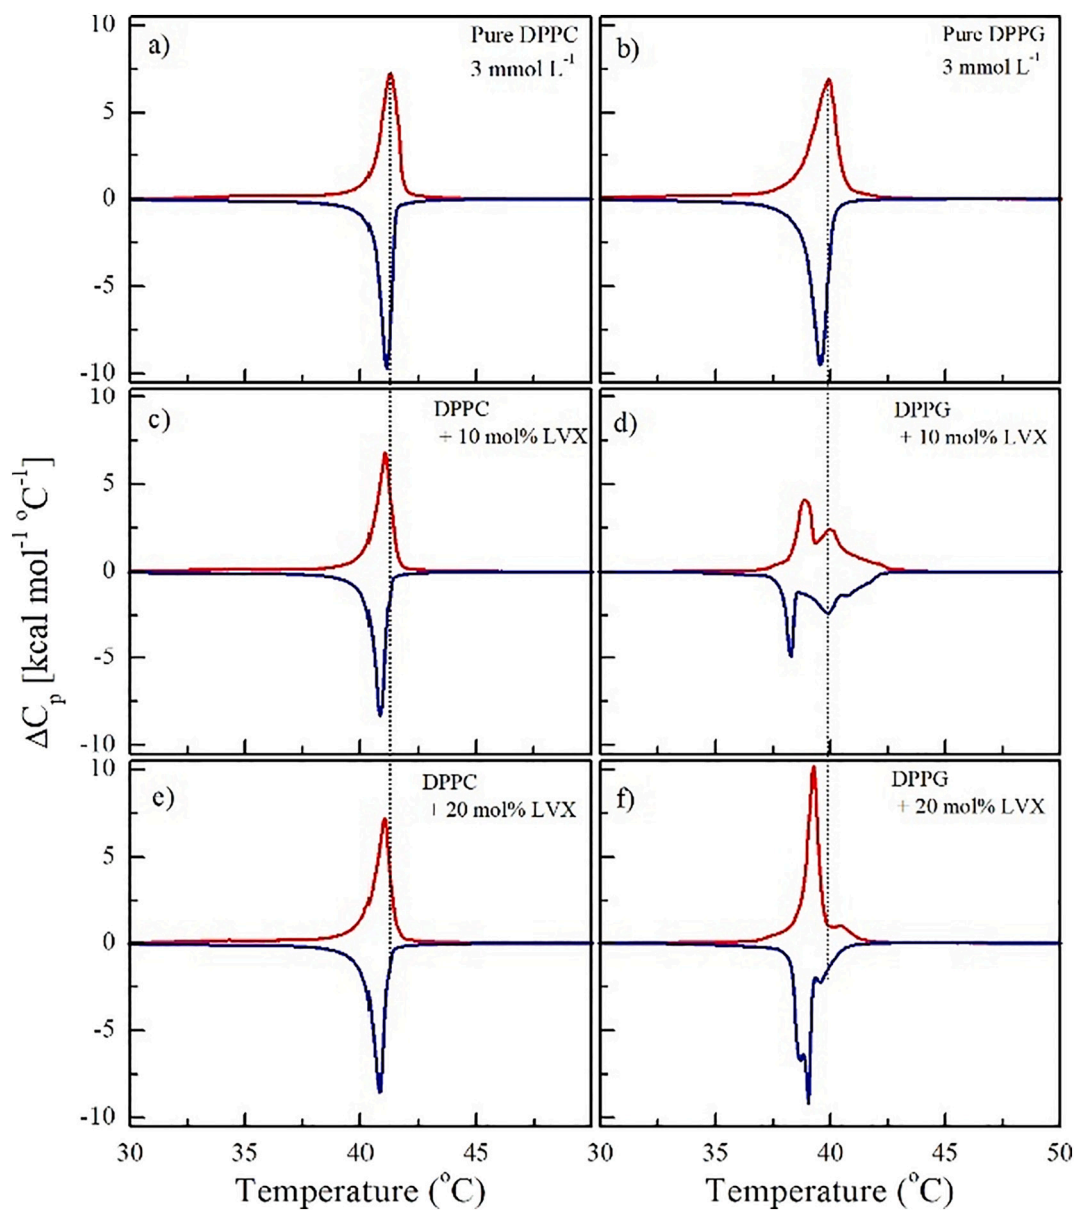 10
5
0
-5
-10
a)
Pure DPPC
3 mmol L⁻¹
b)
Pure DPPG
3 mmol L⁻¹
10
5
0
-5
-10
c)
DPPC
+ 10 mol% LVX
d)
DPPG
+ 10 mol% LVX
10
5
0
-5
-10
e)
DPPC
+ 20 mol% LVX
f)
DPPG
+ 20 mol% LVX
ΔCₚ [kcal mol⁻¹ °C⁻¹]
30 35 40 45 30 35 40 45 50
Temperature (°C) Temperature (°C)